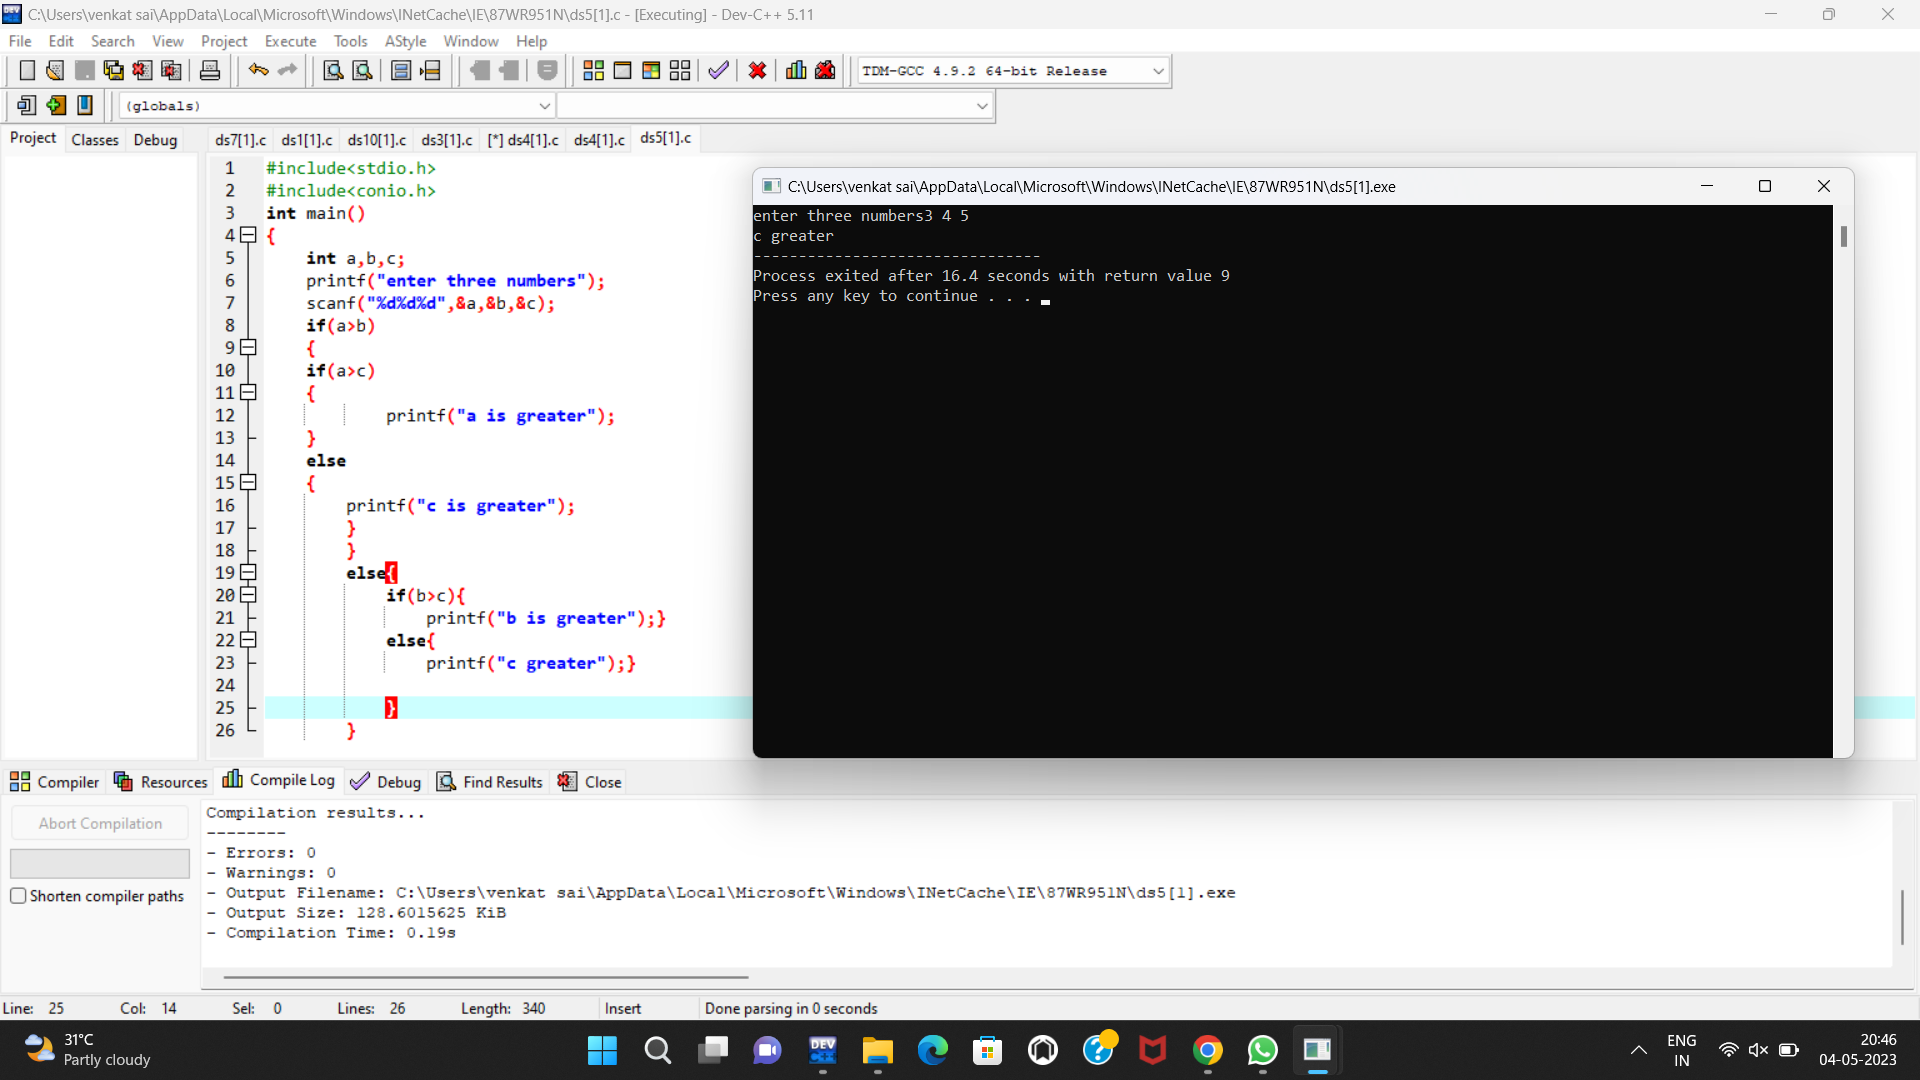 C:\Users\venkat sai\AppData\Local\Microsoft\Windows\INetCache\IE\87WR951N\ds5[1].c - [Executing] - Dev-C++ 5.11
File Edit Search View Project Execute Tools AStyle Window Help
TDM-GCC 4.9.2 64-bit Release
(globals)
Project Classes Debug
ds7[1].c ds1[1].c ds10[1].c ds3[1].c [*] ds4[1].c ds4[1].c ds5[1].c
1 #include<stdio.h>
2 #include<conio.h>
3 int main()
4 {
5 int a,b,c;
6 printf("enter three numbers");
7 scanf("%d%d%d",&a,&b,&c);
8 if(a>b)
9 {
10 if(a>c)
11 {
12 printf("a is greater");
13 }
14 else
15 {
16 printf("c is greater");
17 }
18 }
19 else{
20 if(b>c){
21 printf("b is greater");}
22 else{
23 printf("c greater");}
24
25 }
26 }
C:\Users\venkat sai\AppData\Local\Microsoft\Windows\INetCache\IE\87WR951N\ds5[1].exe
enter three numbers3 4 5
c greater
--------------------------------
Process exited after 16.4 seconds with return value 9
Press any key to continue . . .
Compiler Resources Compile Log Debug Find Results Close
Abort Compilation
Shorten compiler paths
Compilation results...
--------
- Errors: 0
- Warnings: 0
- Output Filename: C:\Users\venkat sai\AppData\Local\Microsoft\Windows\INetCache\IE\87WR951N\ds5[1].exe
- Output Size: 128.6015625 KiB
- Compilation Time: 0.19s
Line: 25 Col: 14 Sel: 0 Lines: 26 Length: 340 Insert Done parsing in 0 seconds
31°C
Partly cloudy
DEV C++
ENG
IN
20:46
04-05-2023